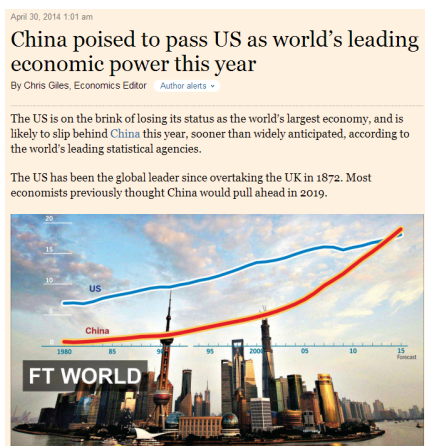 April 30, 2014 1:01 am
China poised to pass US as world's leading
economic power this year
By Chris Giles, Economics Editor Author alerts
The US is on the brink of losing its status as the world's largest economy, and is
likely to slip behind China this year, sooner than widely anticipated, according to
the world's leading statistical agencies.
The US has been the global leader since overtaking the UK in 1872. Most
economists previously thought China would pull ahead in 2019.
20
15
10
US
5
China
0
1980 85 90 95 2000 05 10 15
Forecast
FT WORLD